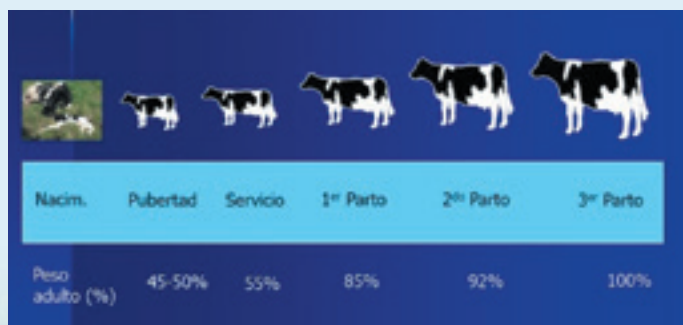 Nacim. Pubertad Servicio 1er Parto 2do Parto 3er Parto
Peso adulto (%) 45-50% 55% 85% 92% 100%